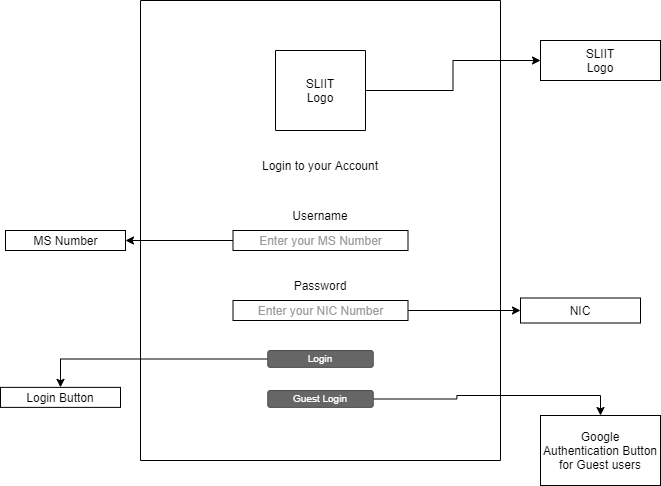 SLIIT
Logo
SLIIT
Logo
Login to your Account
Username
MS Number
Enter your MS Number
Password
Enter your NIC Number
NIC
Login
Login Button
Guest Login
Google
Authentication Button
for Guest users